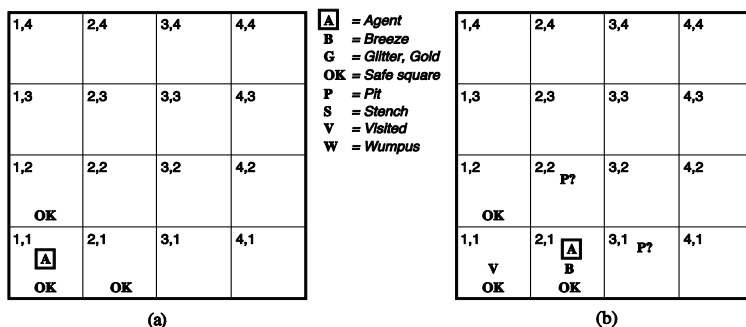 1,4 2,4 3,4 4,4
1,3 2,3 3,3 4,3
1,2 2,2 3,2 4,2
OK
1,1 2,1 3,1 4,1
A
OK OK
(a)
A = Agent
B = Breeze
G = Glitter, Gold
OK = Safe square
P = Pit
S = Stench
V = Visited
W = Wumpus
1,4 2,4 3,4 4,4
1,3 2,3 3,3 4,3
1,2 2,2 3,2 4,2
P?
OK
1,1 2,1 3,1 4,1
A P?
V B
OK OK
(b)